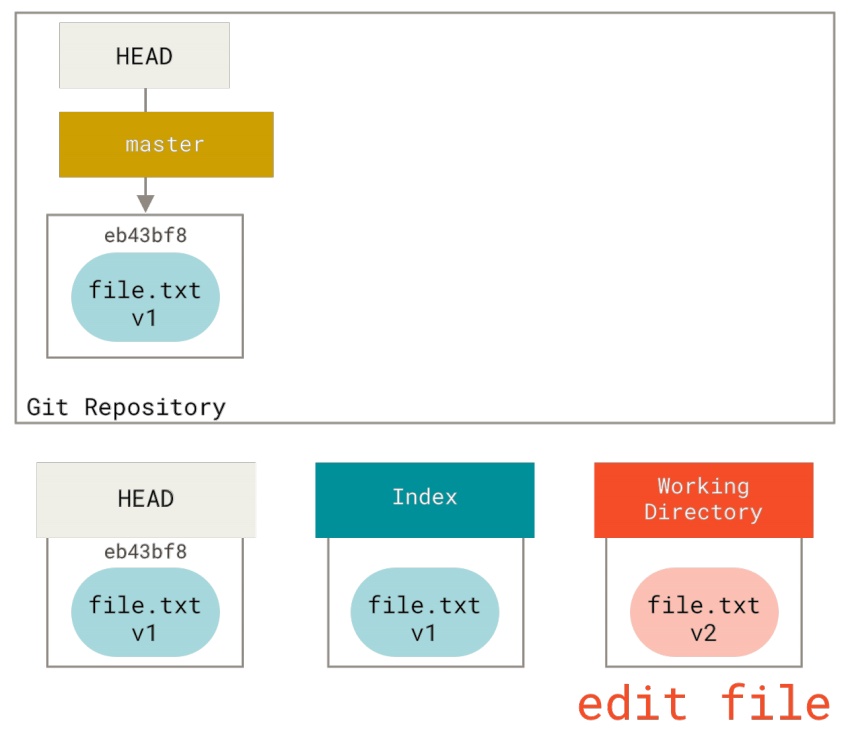 HEAD
master
eb43bf8
file.txt
v1
Git Repository
HEAD
Index
Working
Directory
eb43bf8
file.txt
v1
file.txt
v1
file.txt
v2
edit file